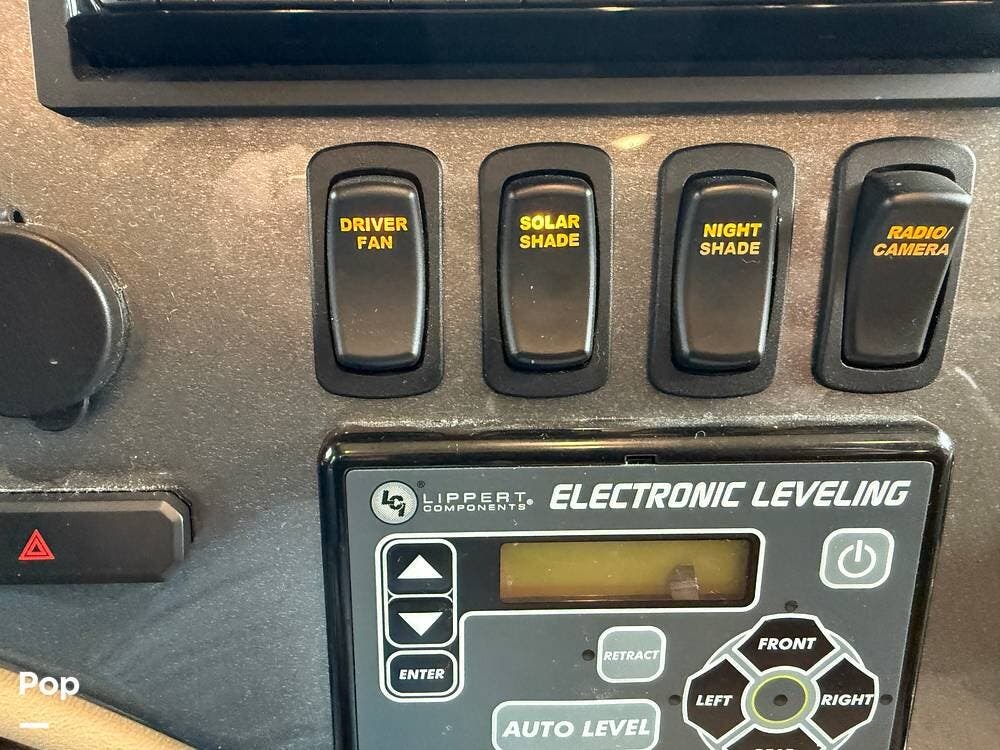 DRIVER
FAN
SOLAR
SHADE
NIGHT
SHADE
RADIO/
CAMERA
LCI ® LIPPERT
COMPONENTS®
ELECTRONIC LEVELING
ENTER
RETRACT
FRONT
LEFT
RIGHT
AUTO LEVEL
Pop